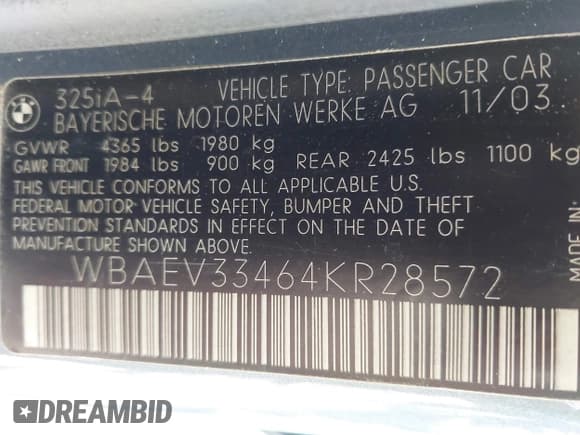 325iA-4 VEHICLE TYPE: PASSENGER CAR
BAYERISCHE MOTOREN WERKE AG 11/03
GVWR 4365 lbs 1980 kg
GAWR FRONT 1984 lbs 900 kg REAR 2425 lbs 1100 kg
THIS VEHICLE CONFORMS TO ALL APPLICABLE U.S.
FEDERAL MOTOR VEHICLE SAFETY, BUMPER AND THEFT
PREVENTION STANDARDS IN EFFECT ON THE DATE
OF MANUFACTURE SHOWN ABOVE.
WBAEV33464KR28572
MADE IN
DREAMBID